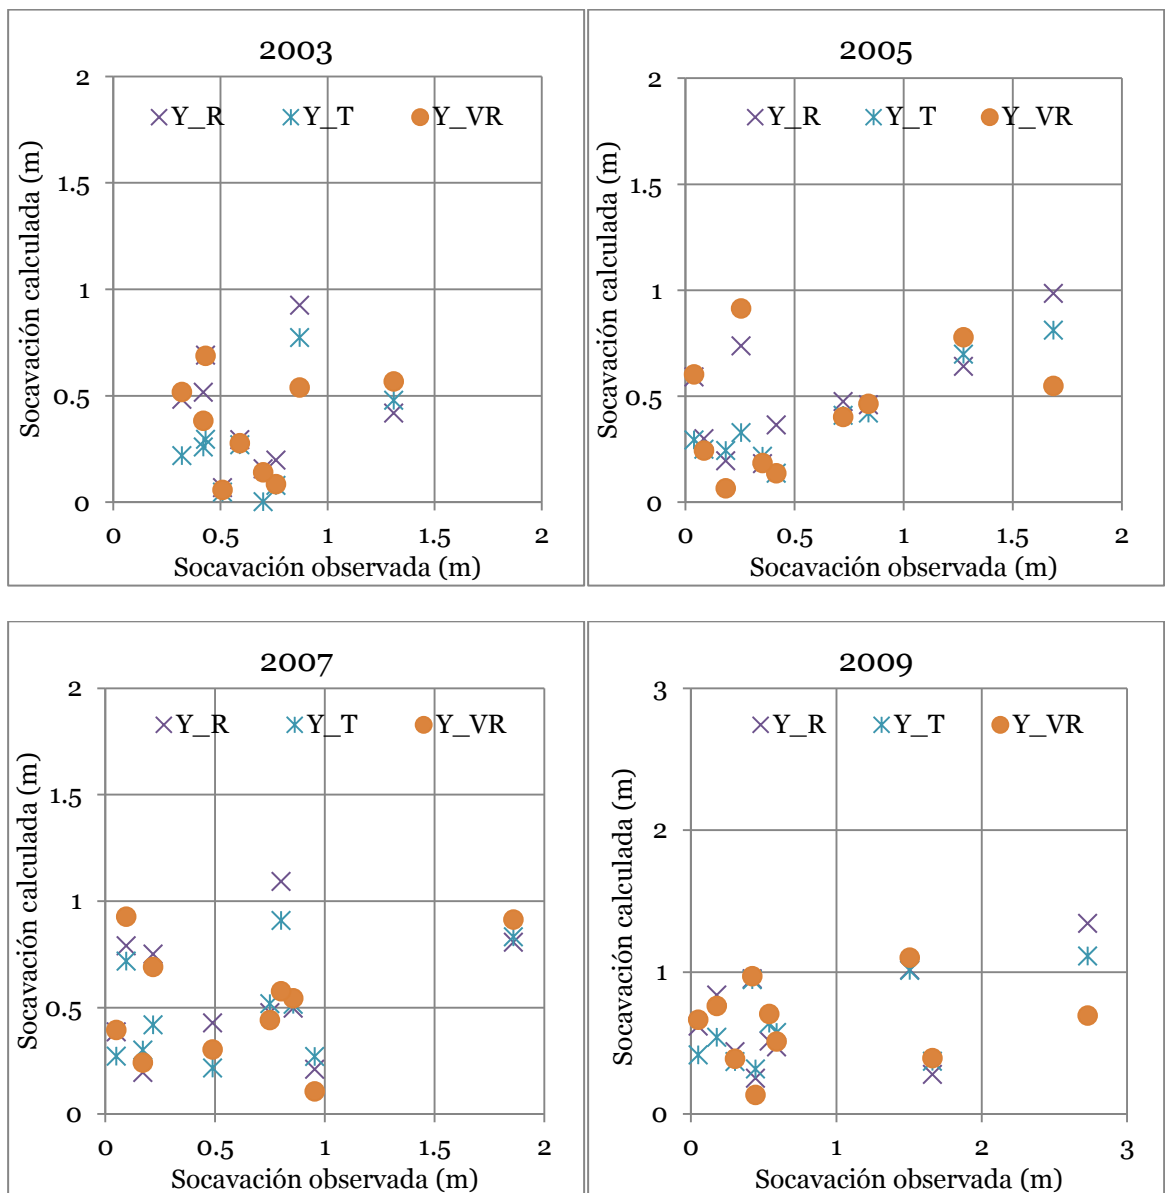 2003
Y_R Y_T Y_VR
Socavación calculada (m)
2
1.5
1
0.5
0
0 0.5 1 1.5 2
Socavación observada (m)
2005
Y_R Y_T Y_VR
Socavación calculada (m)
2
1.5
1
0.5
0
0 0.5 1 1.5 2
Socavación observada (m)
2007
Y_R Y_T Y_VR
Socavación calculada (m)
2
1.5
1
0.5
0
0 0.5 1 1.5 2
Socavación observada (m)
2009
Y_R Y_T Y_VR
Socavación calculada (m)
3
2
1
0
0 1 2 3
Socavación observada (m)